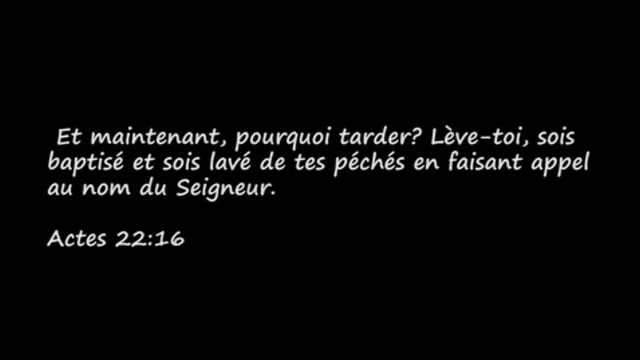 Et maintenant, pourquoi tarder? Lève-toi, sois
baptisé et sois lavé de tes péchés en faisant appel
au nom du Seigneur.
Actes 22:16